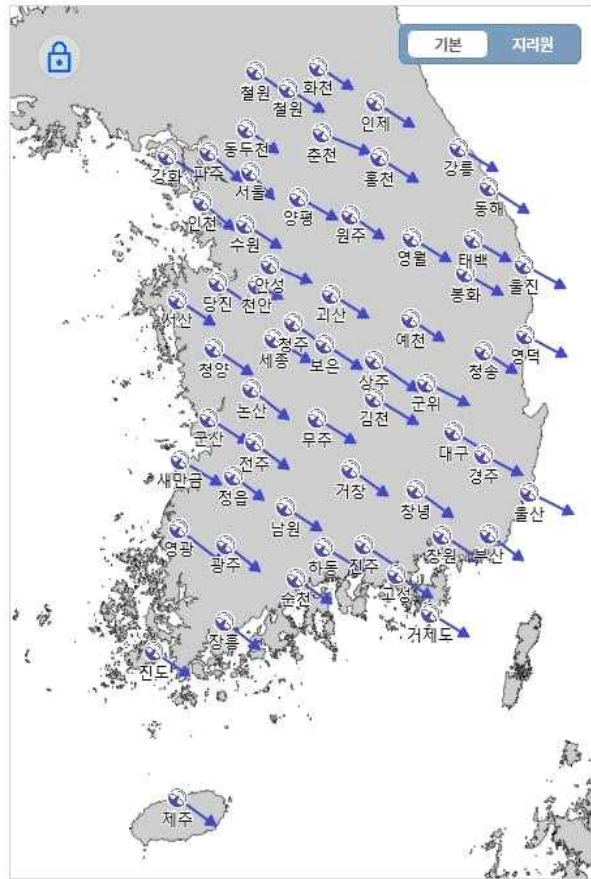 기본
지리원
철원
화천
철원
인제
동두천
춘천
강릉
강화
파주
서울
홍천
동해
양평
인천
수원
원주
영월
태백
울진
안성
봉화
당진
천안
서산
괴산
예천
청주
영덕
세종
보은
청양
청송
상주
군위
논산
김천
군산
무주
대구
전주
경주
새만금
정읍
거창
창녕
울산
남원
영광
광주
하동
진주
창원
부산
순천
고성
장흥
거제도
진도
제주